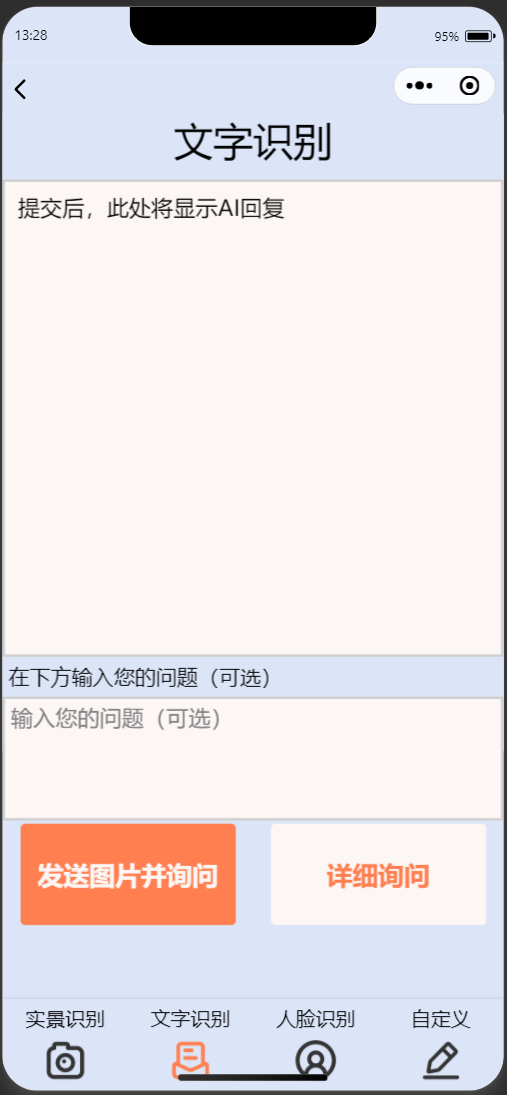 13:28
95%
文字识别
提交后，此处将显示AI回复
在下方输入您的问题（可选）
输入您的问题（可选）
发送图片并询问
详细询问
实景识别
文字识别
人脸识别
自定义